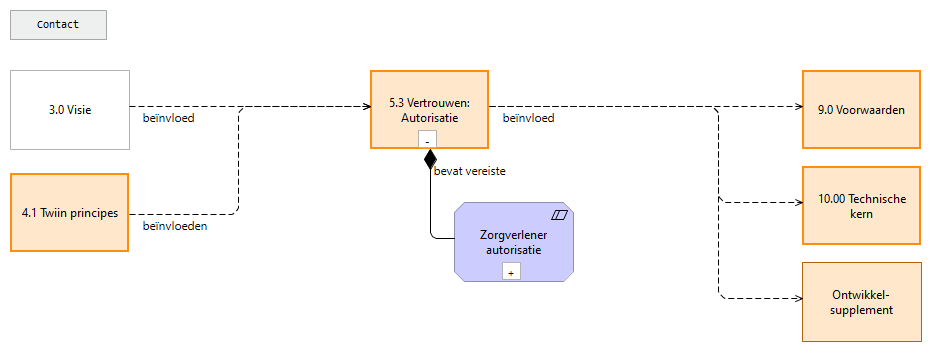 Contact
3.0 Visie
beïnvloed
4.1 Twiin principes
beïnvloeden
5.3 Vertrouwen:
Autorisatie
-
beïnvloed
bevat vereiste
Zorgverlener
autorisatie
+
9.0 Voorwaarden
10.00 Technische
kern
Ontwikkel-
supplement